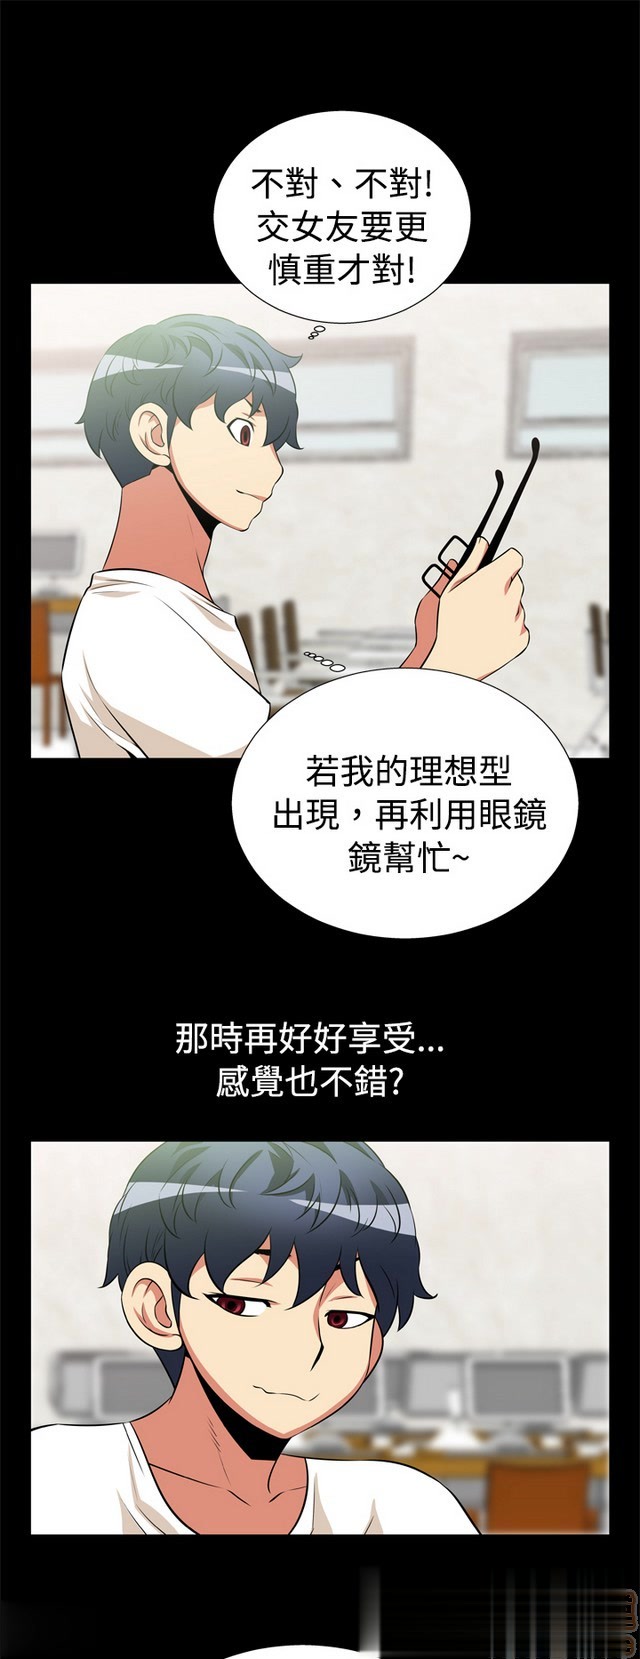 不對、不對!
交女友要更
慎重才對!
若我的理想型
出現，再利用眼鏡
鏡幫忙~
那時再好好享受...
感覺也不錯?